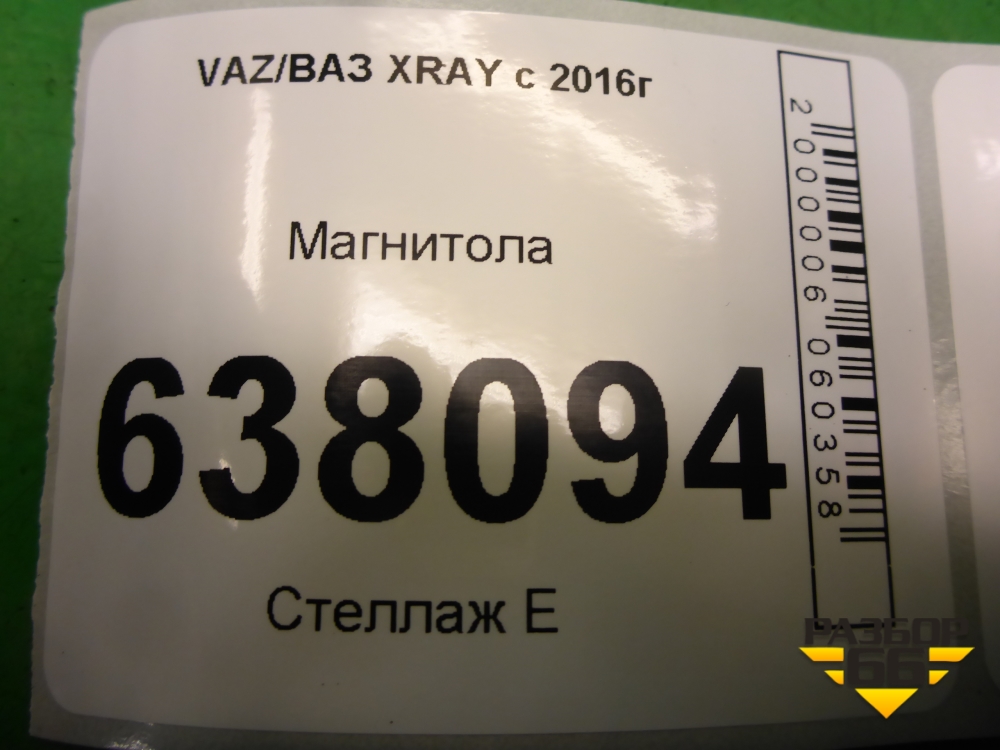 VAZ/ВАЗ XRAY с 2016г
Магнитола
638094
Стеллаж Е
2000006060358
РАЗБОР
66